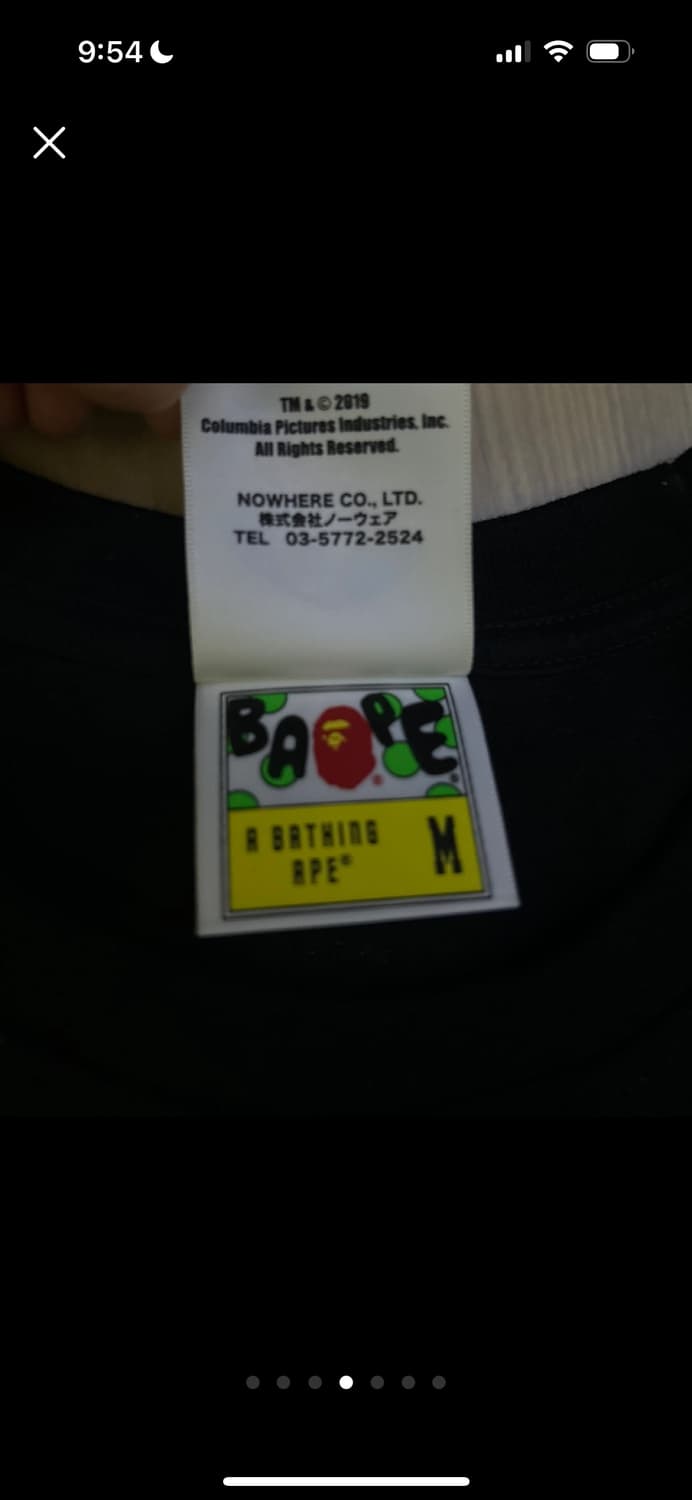 9:54
TM & © 2019
Columbia Pictures Industries, Inc.
All Rights Reserved.
NOWHERE CO., LTD.
株式会社ノーウェア
TEL 03-5772-2524
BAPE®
A BATHING
APE®
M